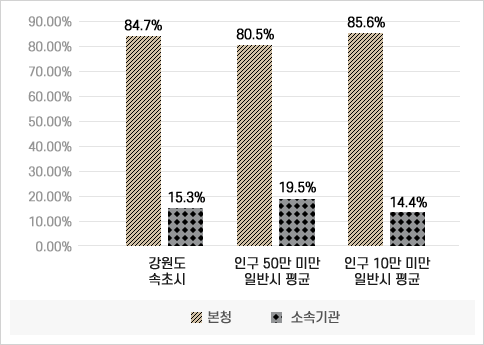 90.00%
80.00%
70.00%
60.00%
50.00%
40.00%
30.00%
20.00%
10.00%
0.00%
84.7%
15.3%
80.5%
19.5%
85.6%
14.4%
강원도
속초시
인구 50만 미만
일반시 평균
인구 10만 미만
일반시 평균
본청
소속기관